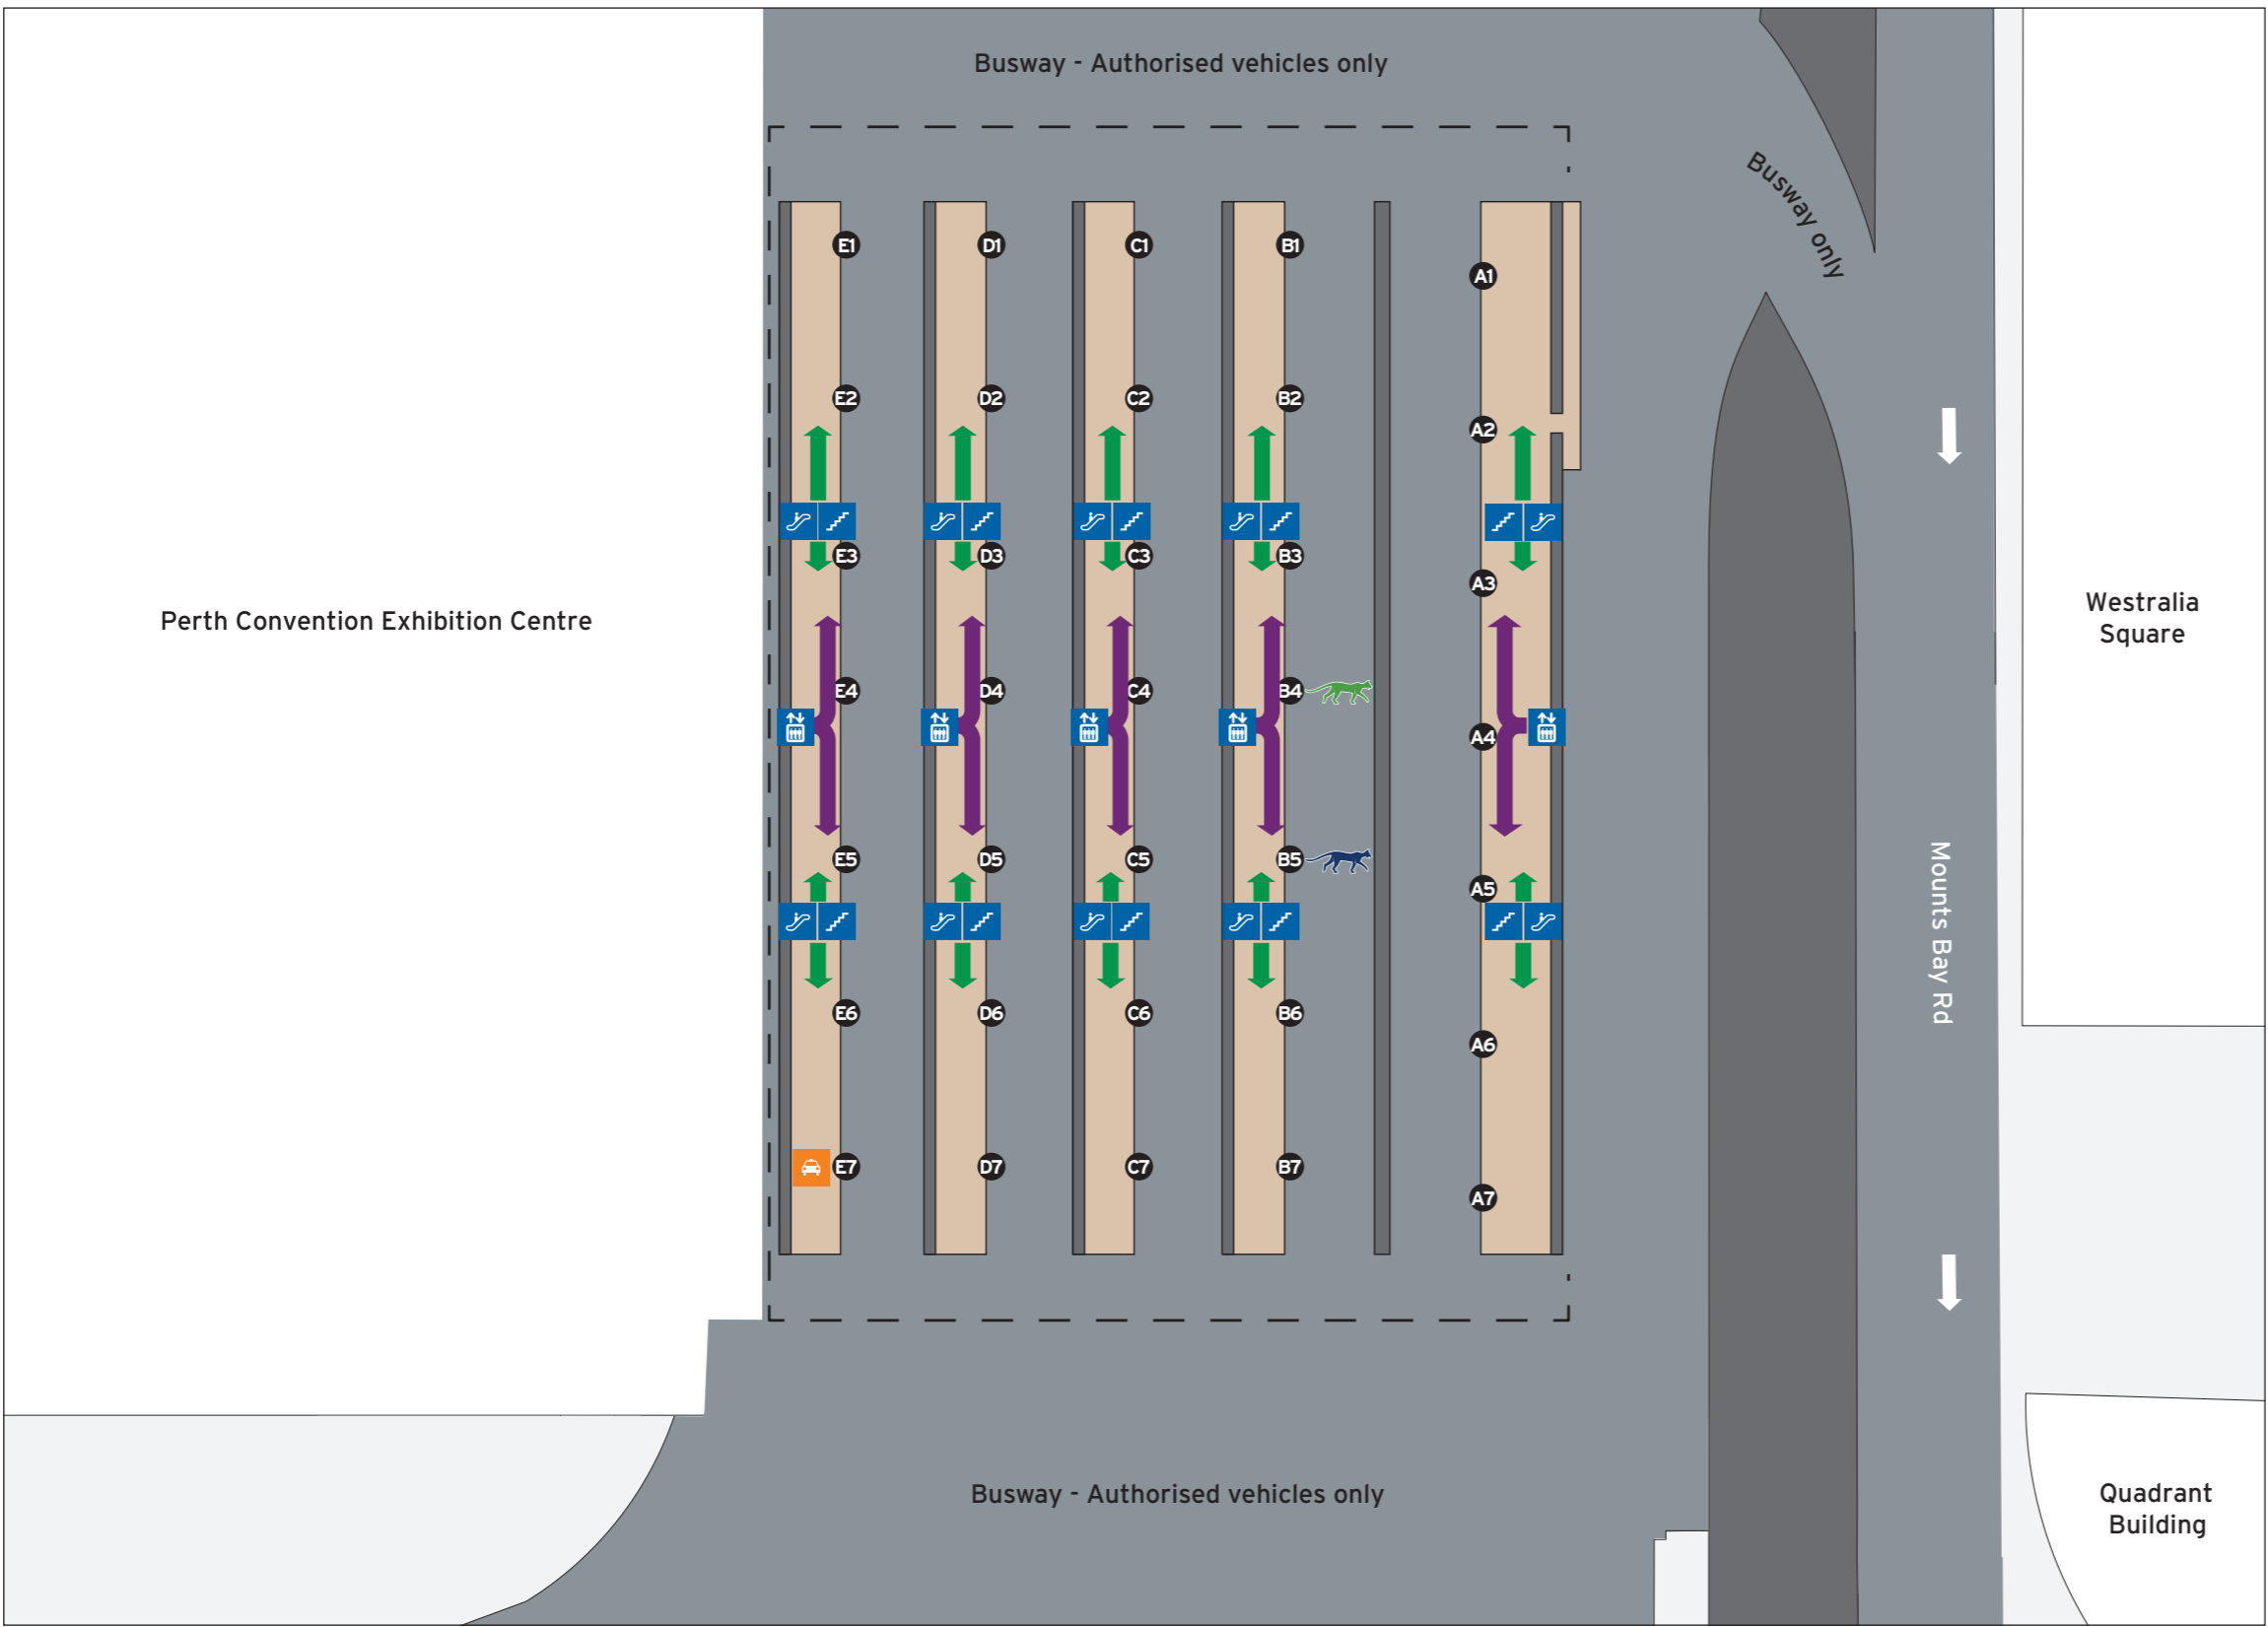 Busway - Authorised vehicles only
Busway only
E1
D1
C1
B1
A1
E2
D2
C2
B2
A2
E3
D3
C3
B3
A3
Perth Convention Exhibition Centre
Westralia
Square
E4
D4
C4
B4
A4
E5
D5
C5
B5
A5
Mounts Bay Rd
E6
D6
C6
B6
A6
E7
D7
C7
B7
A7
Busway - Authorised vehicles only
Quadrant
Building